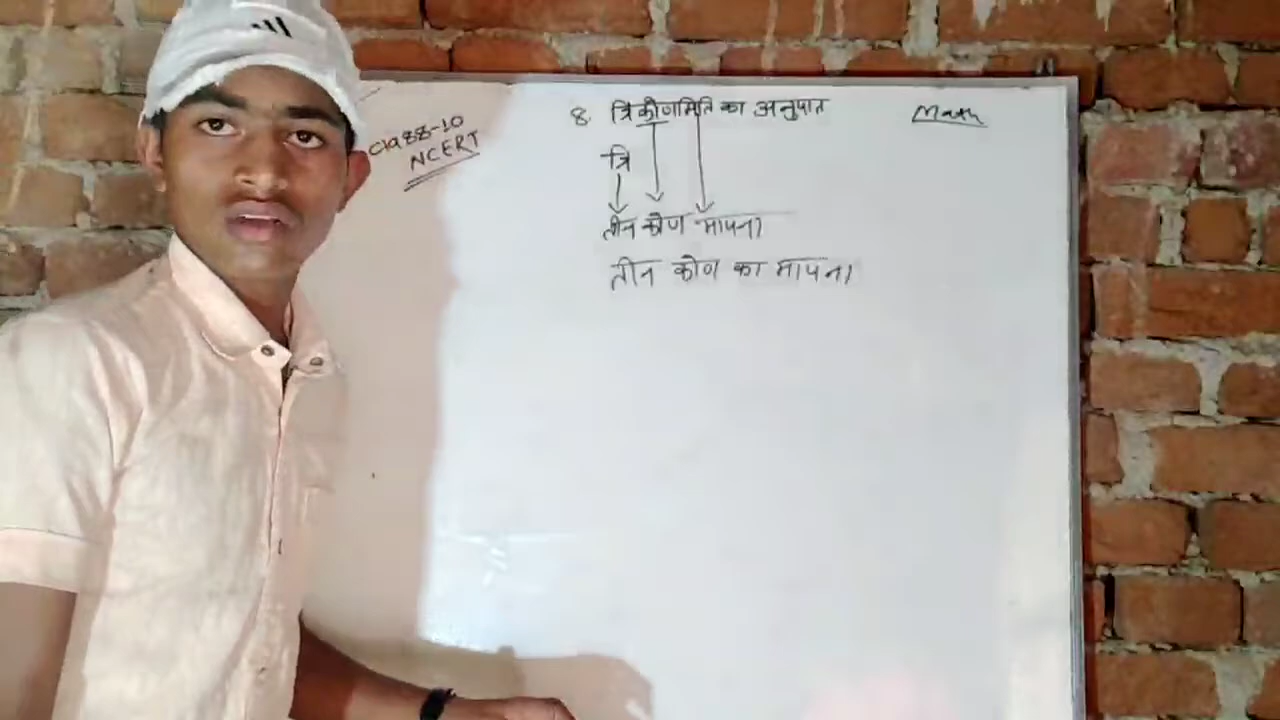 Class-10
NCERT
8. त्रिकोणमिति का अनुपात
Math
त्रि
तीन कोण मापना
तीन कोण का मापना